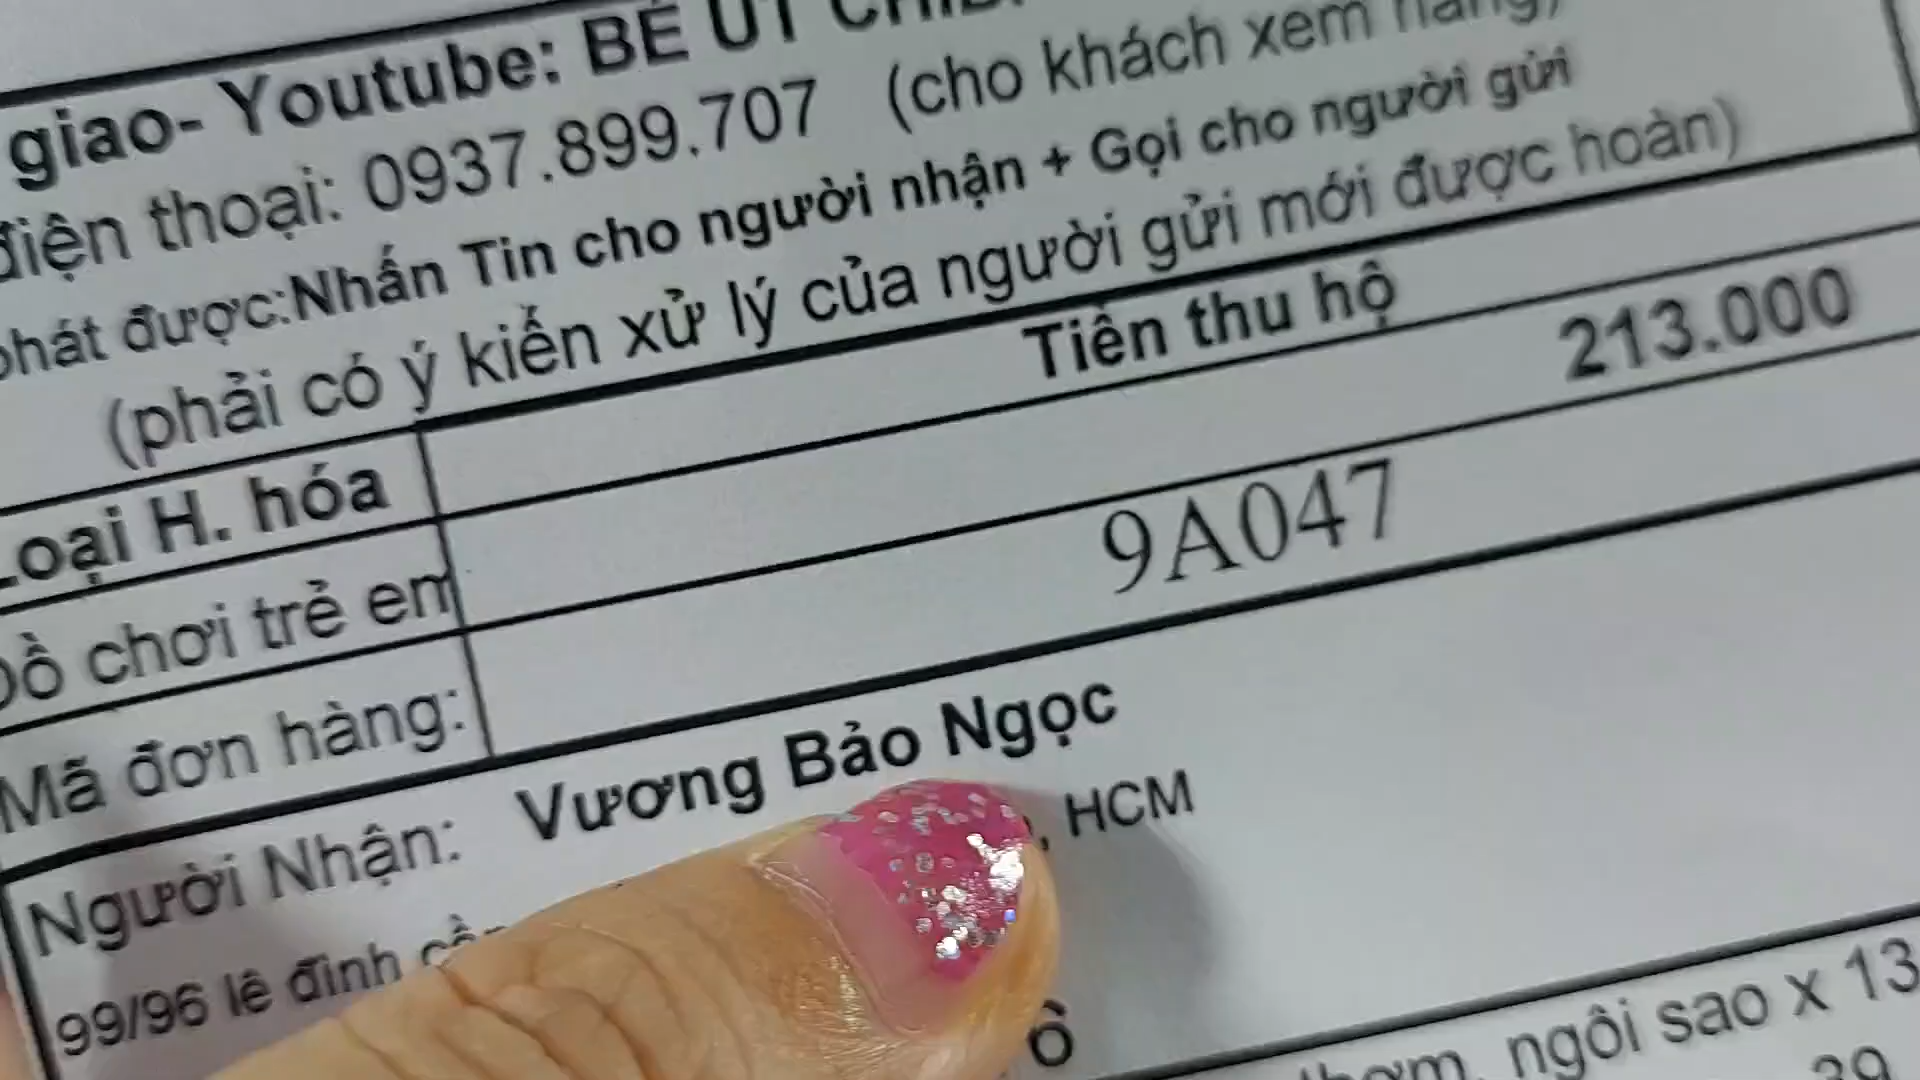 giao- Youtube: BÉ ÚT
điện thoại: 0937.899.707 (cho khách xem hàng)
phát được:Nhấn Tin cho người nhận + Gọi cho người gửi
(phải có ý kiến xử lý của người gửi mới được hoàn)
Loại H. hóa Tiền thu hộ
Đồ chơi trẻ em 213.000
Mã đơn hàng: 9A047
Người Nhận: Vương Bảo Ngọc
99/96 lê đình , HCM
ngôi sao x 13
39